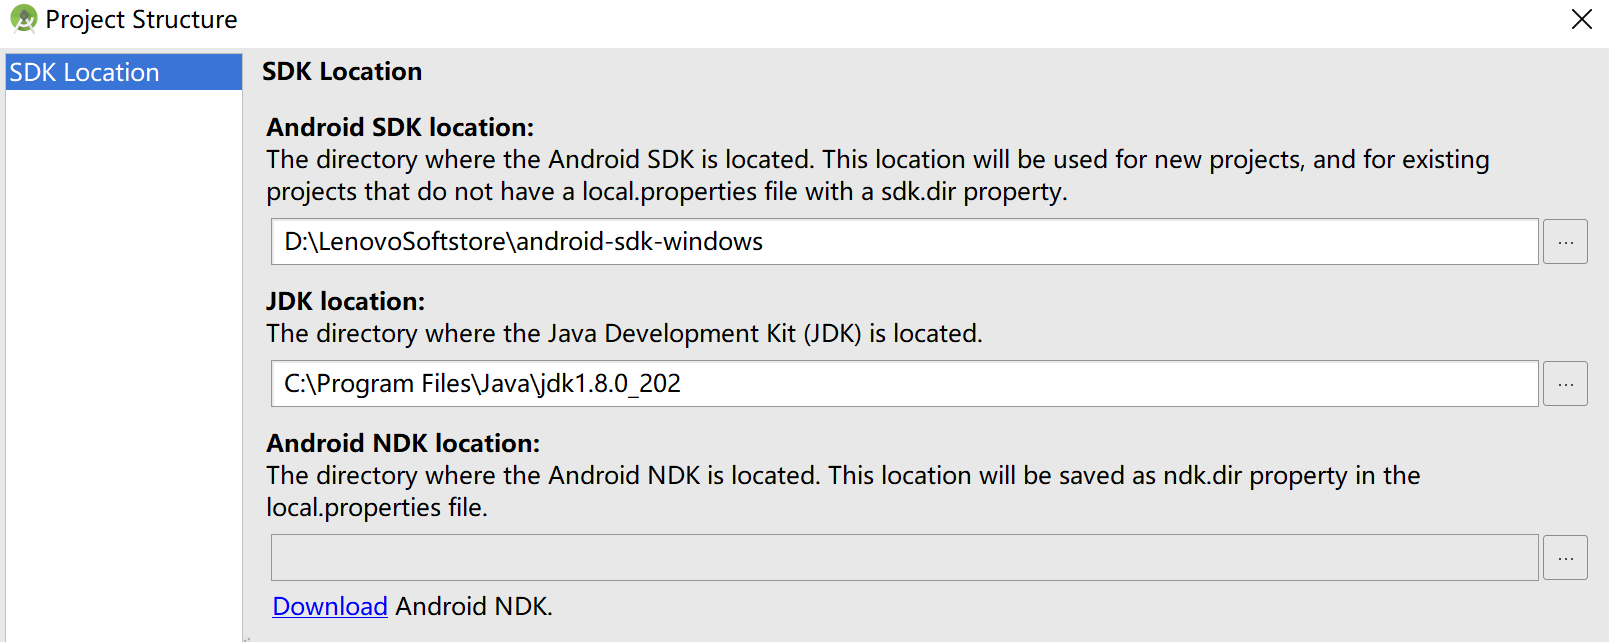 Project Structure
SDK Location
SDK Location
Android SDK location:
The directory where the Android SDK is located. This location will be used for new projects, and for existing
projects that do not have a local.properties file with a sdk.dir property.
D:\LenovoSoftstore\android-sdk-windows
...
JDK location:
The directory where the Java Development Kit (JDK) is located.
C:\Program Files\Java\jdk1.8.0_202
...
Android NDK location:
The directory where the Android NDK is located. This location will be saved as ndk.dir property in the
local.properties file.
...
Download Android NDK.